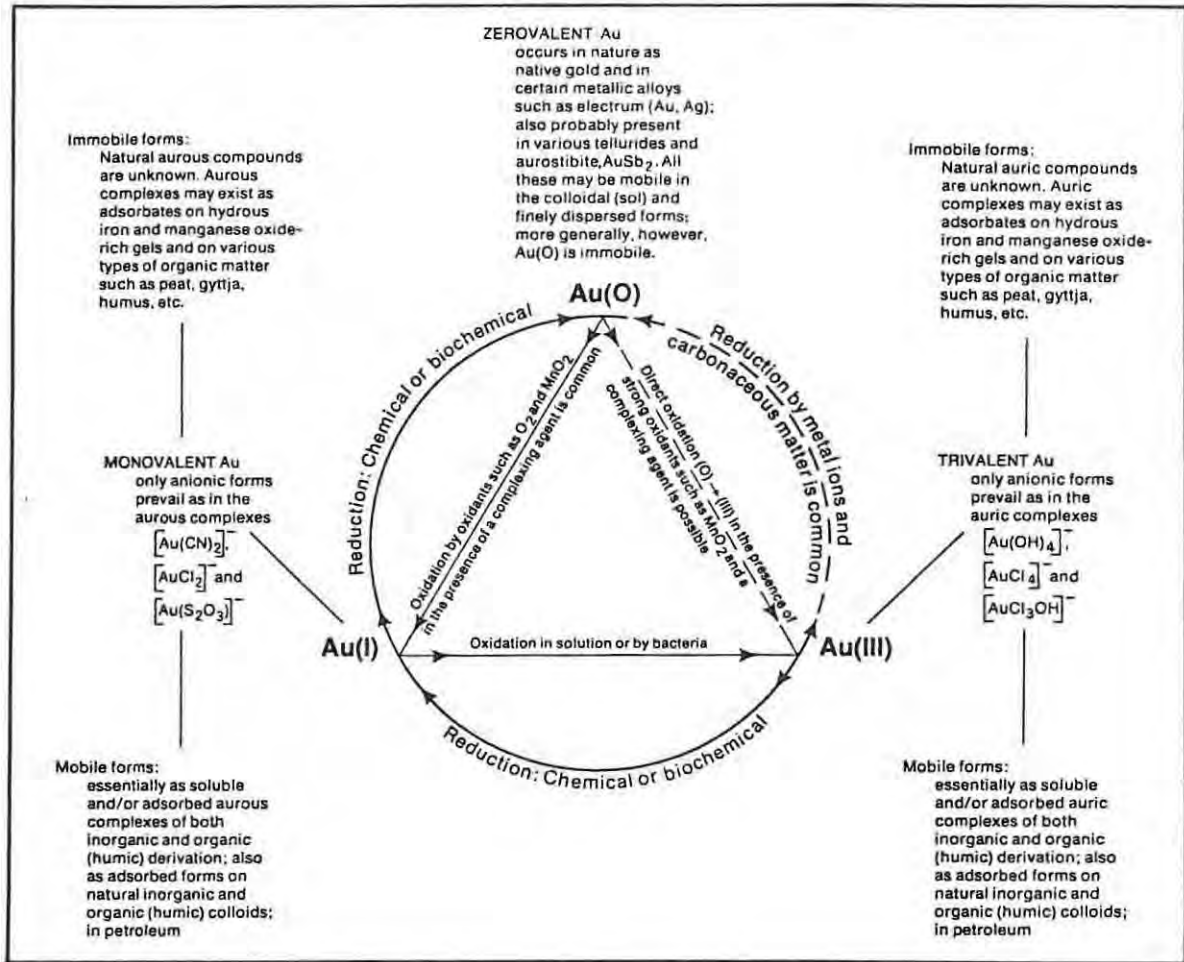 ZEROVALENT Au
occurs in nature as
native gold and in
certain metallic alloys
such as electrum (Au, Ag);
also probably present
in various tellurides and
aurostibite, AuSb₂. All
these may be mobile in
the colloidal (sol) and
finely dispersed forms;
more generally, however,
Au(O) is immobile.
Immobile forms:
Natural aurous compounds
are unknown. Aurous
complexes may exist as
adsorbates on hydrous
iron and manganese oxide-
rich gels and on various
types of organic matter
such as peat, gyttja,
humus, etc.
Immobile forms:
Natural auric compounds
are unknown. Auric
complexes may exist as
adsorbates on hydrous
iron and manganese oxide-
rich gels and on various
types of organic matter
such as peat, gyttja,
humus, etc.
Au(O)
Reduction: Chemical or biochemical
Oxidation by oxidants such as O₂ and MnO₂
in the presence of a complexing agent is common
Direct oxidation (O) → (III) in the presence of
strong oxidants such as MnO₂ and a
complexing agent is possible
Reduction by metal ions and
carbonaceous matter is common
MONOVALENT Au
only anionic forms
prevail as in the
aurous complexes
[Au(CN)₂]⁻,
[AuCl₂]⁻ and
[Au(S₂O₃)]⁻
TRIVALENT Au
only anionic forms
prevail as in the
auric complexes
[Au(OH)₄]⁻,
[AuCl₄]⁻ and
[AuCl₃OH]⁻
Au(I)
Oxidation in solution or by bacteria
Au(III)
Reduction: Chemical or biochemical
Mobile forms:
essentially as soluble
and/or adsorbed aurous
complexes of both
inorganic and organic
(humic) derivation; also
as adsorbed forms on
natural inorganic and
organic (humic) colloids;
in petroleum
Mobile forms:
essentially as soluble
and/or adsorbed auric
complexes of both
inorganic and organic
(humic) derivation; also
as adsorbed forms on
natural inorganic and
organic (humic) colloids;
in petroleum